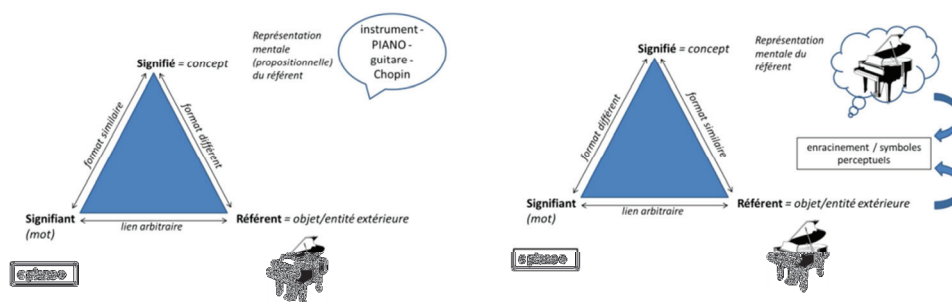 Représentation
mentale
(propositionnelle)
du référent
instrument -
PIANO -
guitare -
Chopin
Signifié = concept
format similaire
format différent
Signifiant
(mot)
lien arbitraire
Référent = objet/entité extérieure
Représentation
mentale du
référent
Signifié = concept
format différent
format similaire
enracinement / symboles
perceptuels
Signifiant
(mot)
lien arbitraire
Référent = objet/entité extérieure